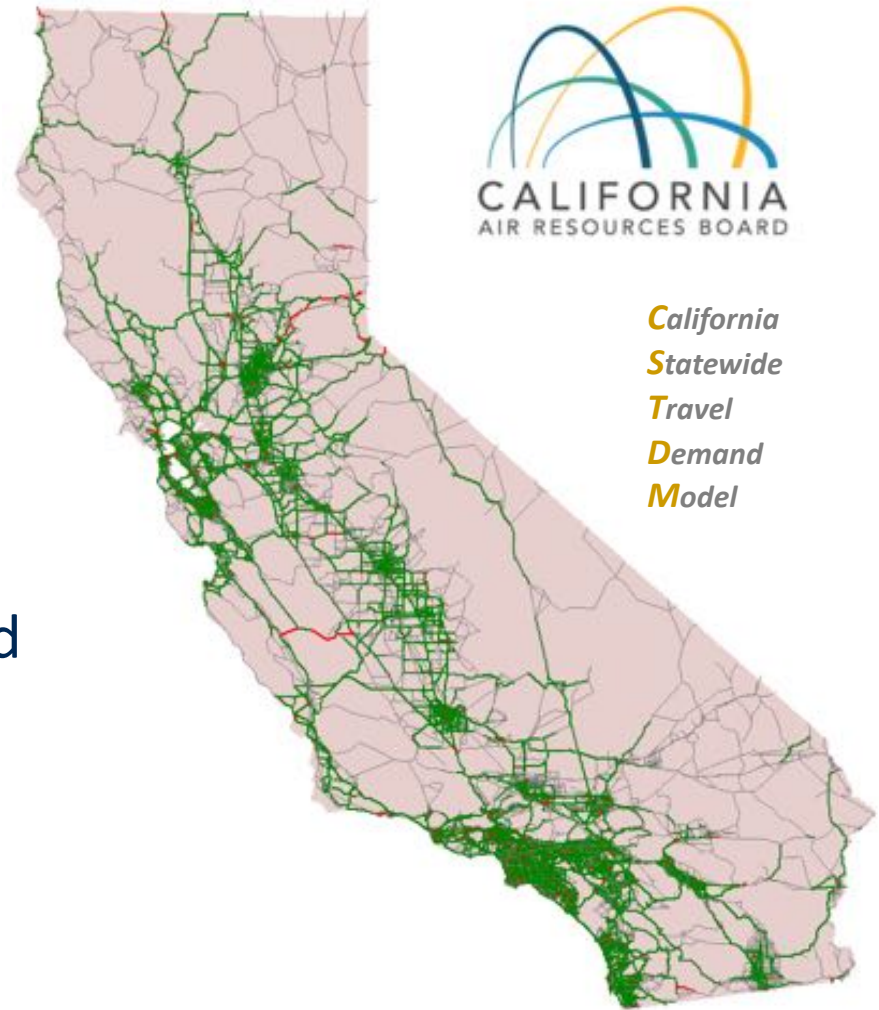 CALIFORNIA
AIR RESOURCES BOARD
California
Statewide
Travel
Demand
Model